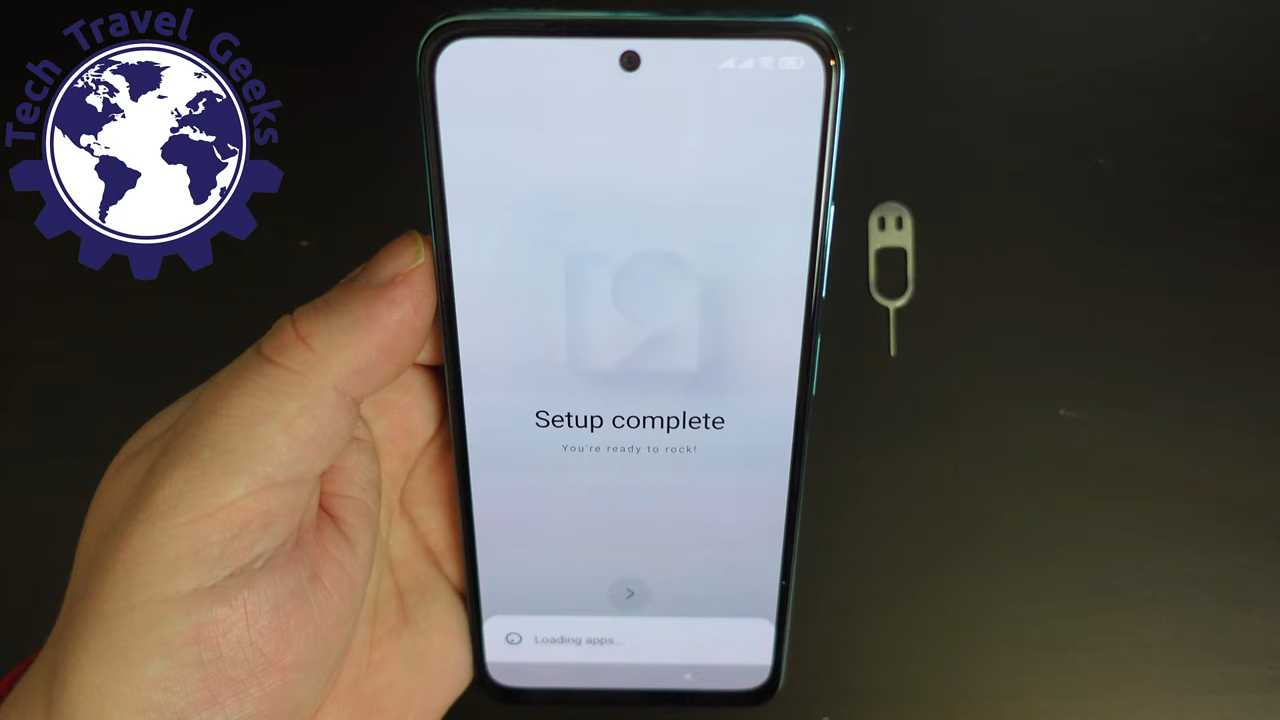 Tech Travel Geeks
Setup complete
You're ready to rock!
Loading apps...